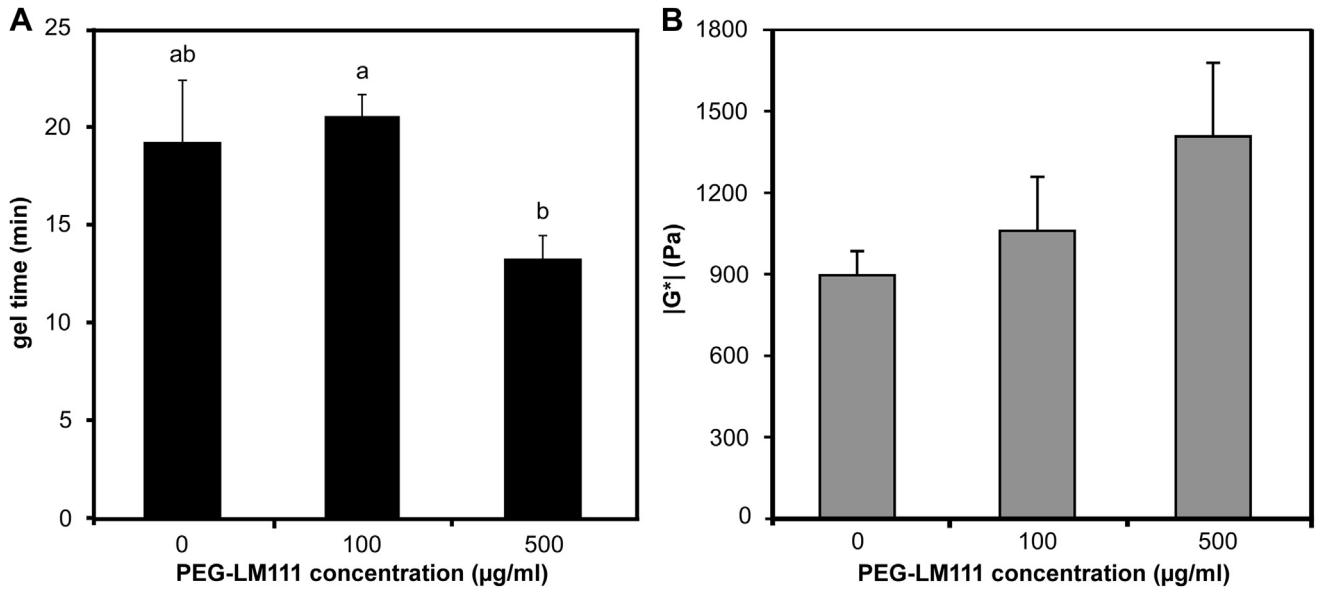 A
25
20
15
10
5
0
gel time (min)
ab
a
b
0 100 500
PEG-LM111 concentration (µg/ml)
B
1800
1500
1200
900
600
300
0
|G*| (Pa)
0 100 500
PEG-LM111 concentration (µg/ml)